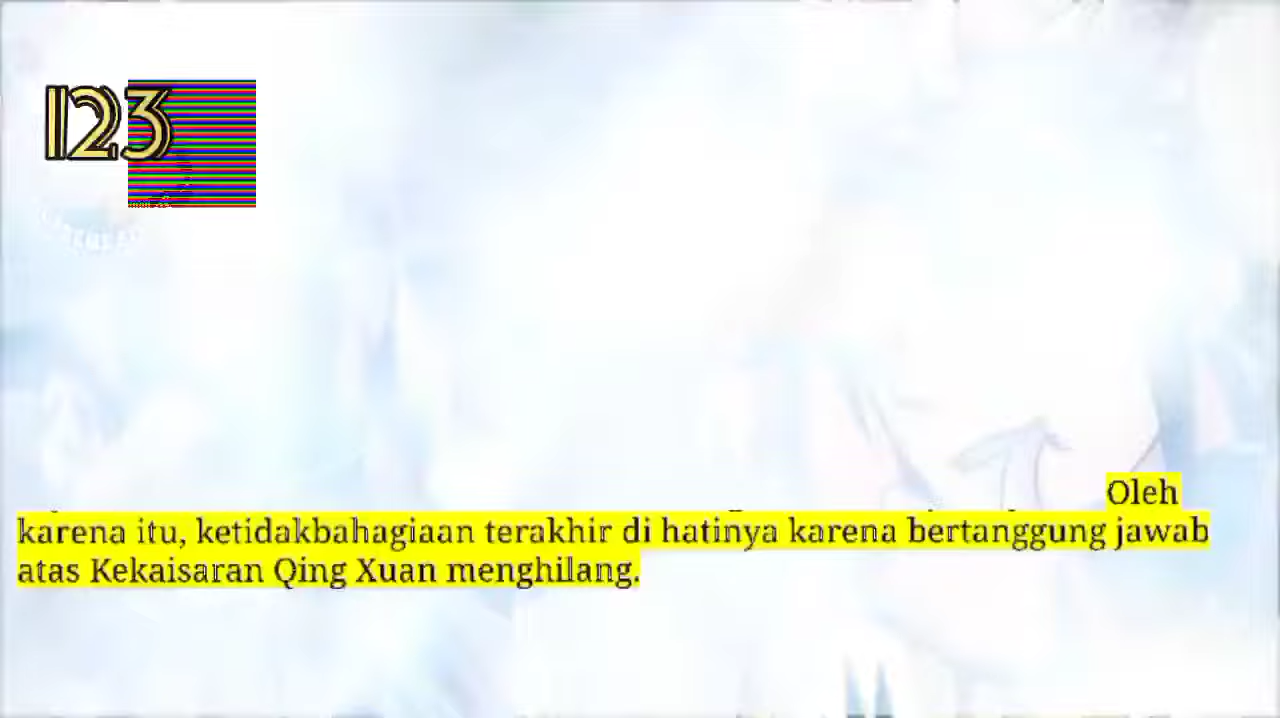 123
Oleh
karena itu, ketidakbahagiaan terakhir di hatinya karena bertanggung jawab
atas Kekaisaran Qing Xuan menghilang.